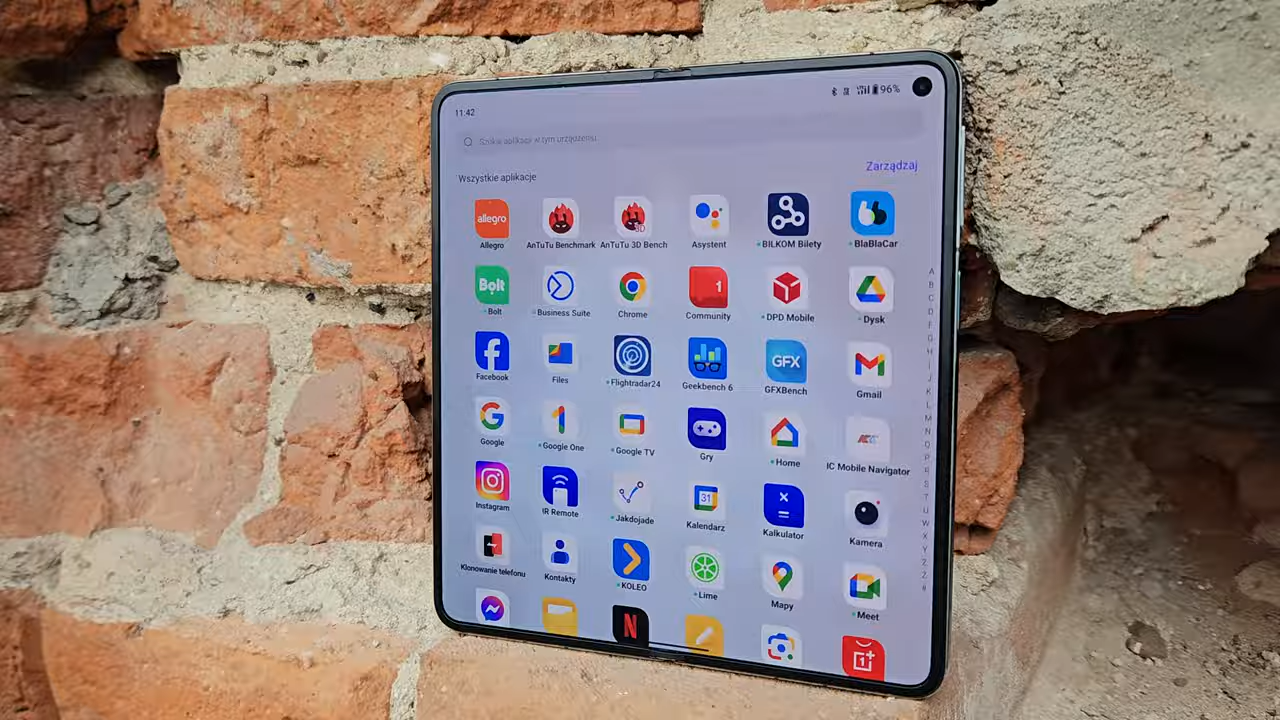 11:42
96%
Szukaj aplikacji w tym urządzeniu
Zarządzaj
Wszystkie aplikacje
allegro
Allegro
AnTuTu Benchmark
3D
AnTuTu 3D Bench
Asystent
BILKOM Bilety
BlaBlaCar
Bolt
Bolt
Business Suite
Chrome
1
Community
DPD Mobile
Dysk
Facebook
Files
Flightradar24
Geekbench 6
GFX
GFXBench
Gmail
Google
Google One
Google TV
Gry
Home
IC Mobile Navigator
Instagram
IR Remote
Jakdojade
31
Kalendarz
Kalkulator
Kamera
Klonowanie telefonu
Kontakty
KOLEO
Lime
Mapy
Meet
N
1+
A
B
C
D
F
G
H
I
J
K
L
M
N
O
P
R
S
T
U
W
X
Y
Z
#